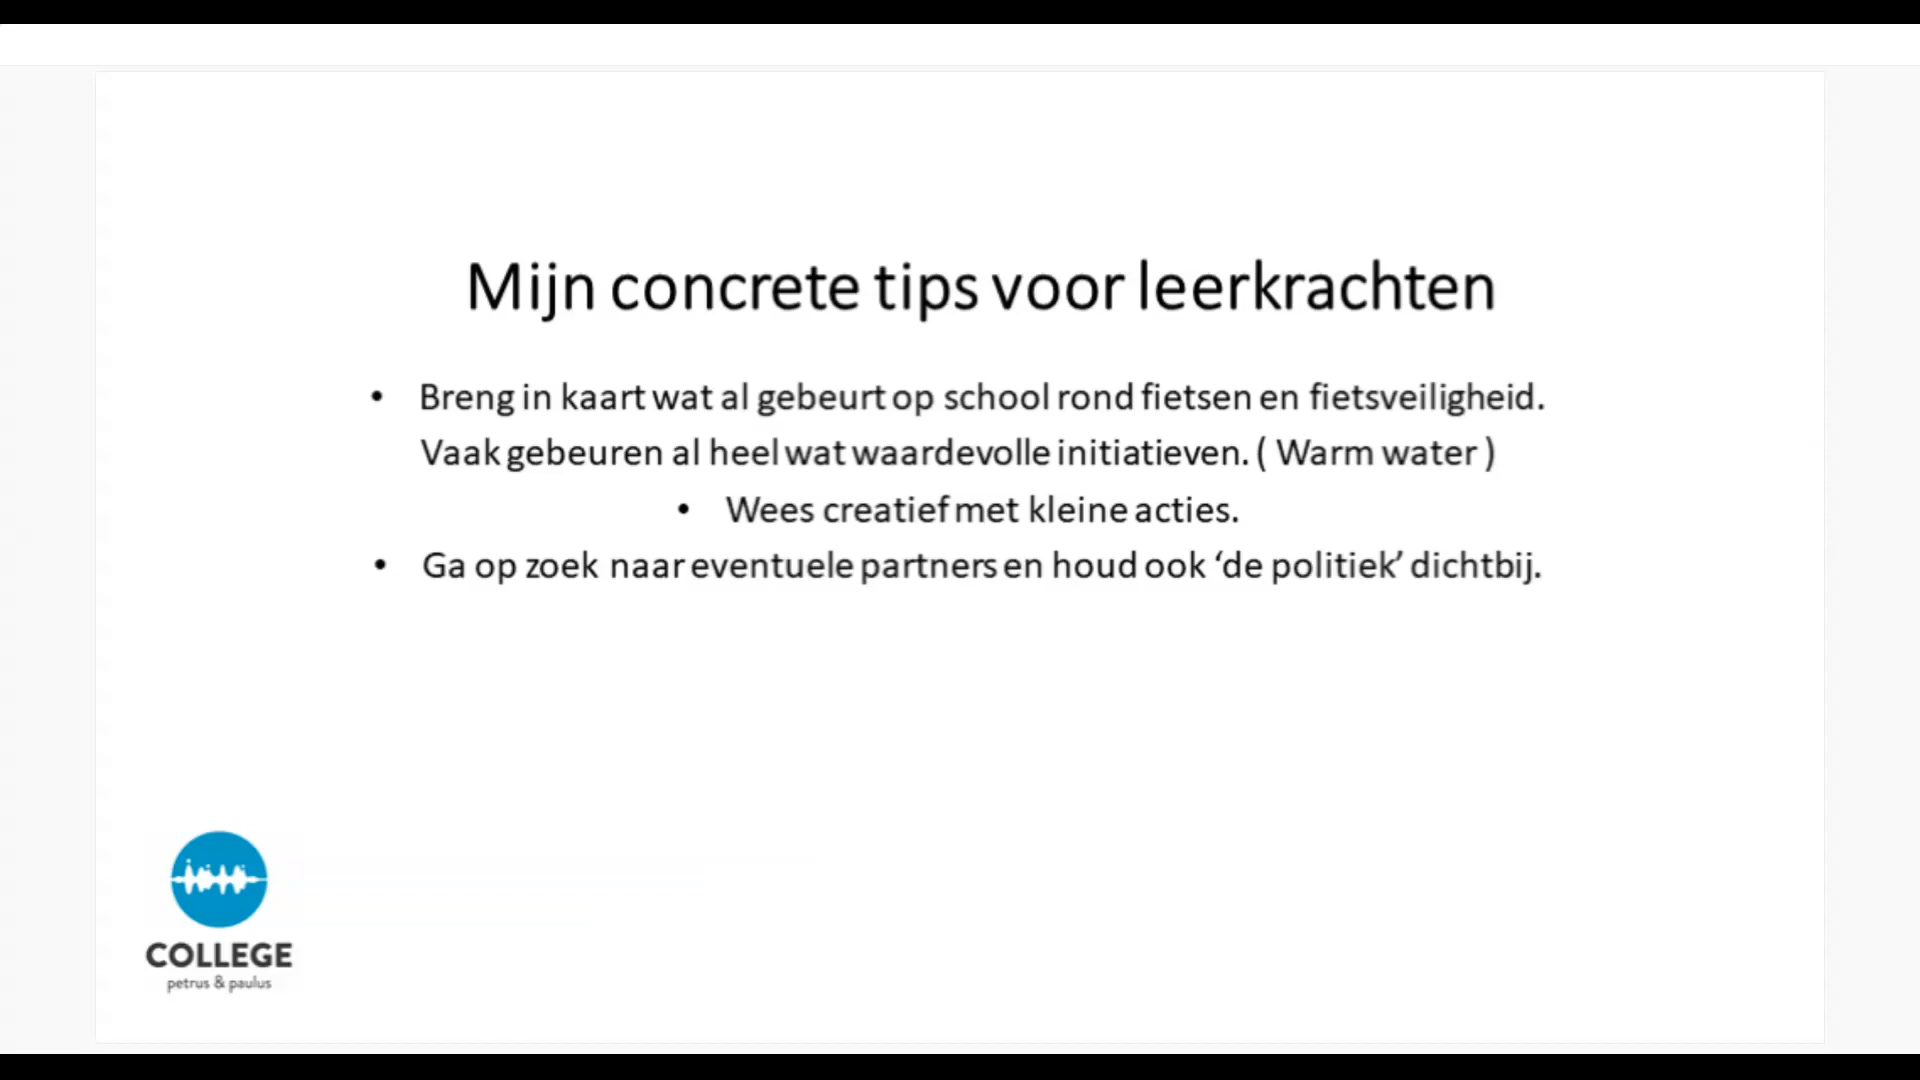 Mijn concrete tips voor leerkrachten
• Breng in kaart wat al gebeurt op school rond fietsen en fietsveiligheid.
Vaak gebeuren al heel wat waardevolle initiatieven. ( Warm water )
• Wees creatief met kleine acties.
• Ga op zoek naar eventuele partners en houd ook ‘de politiek’ dichtbij.
COLLEGE
petrus & paulus